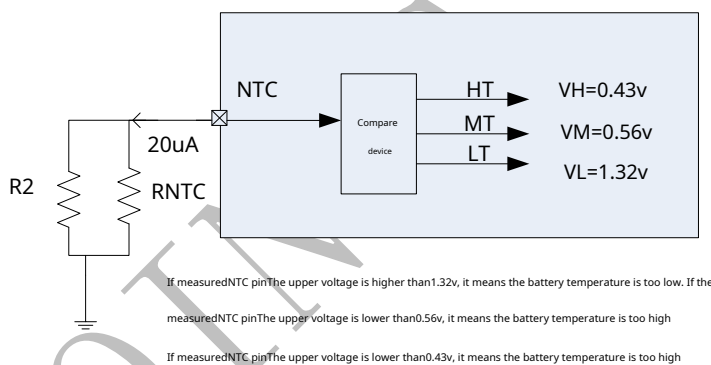 NTC
HT
VH=0.43v
Compare
device
MT
VM=0.56v
LT
VL=1.32v
20uA
R2
RNTC
If measuredNTC pinThe upper voltage is higher than1.32v, it means the battery temperature is too low. If the
measuredNTC pinThe upper voltage is lower than0.56v, it means the battery temperature is too high
If measuredNTC pinThe upper voltage is lower than0.43v, it means the battery temperature is too high